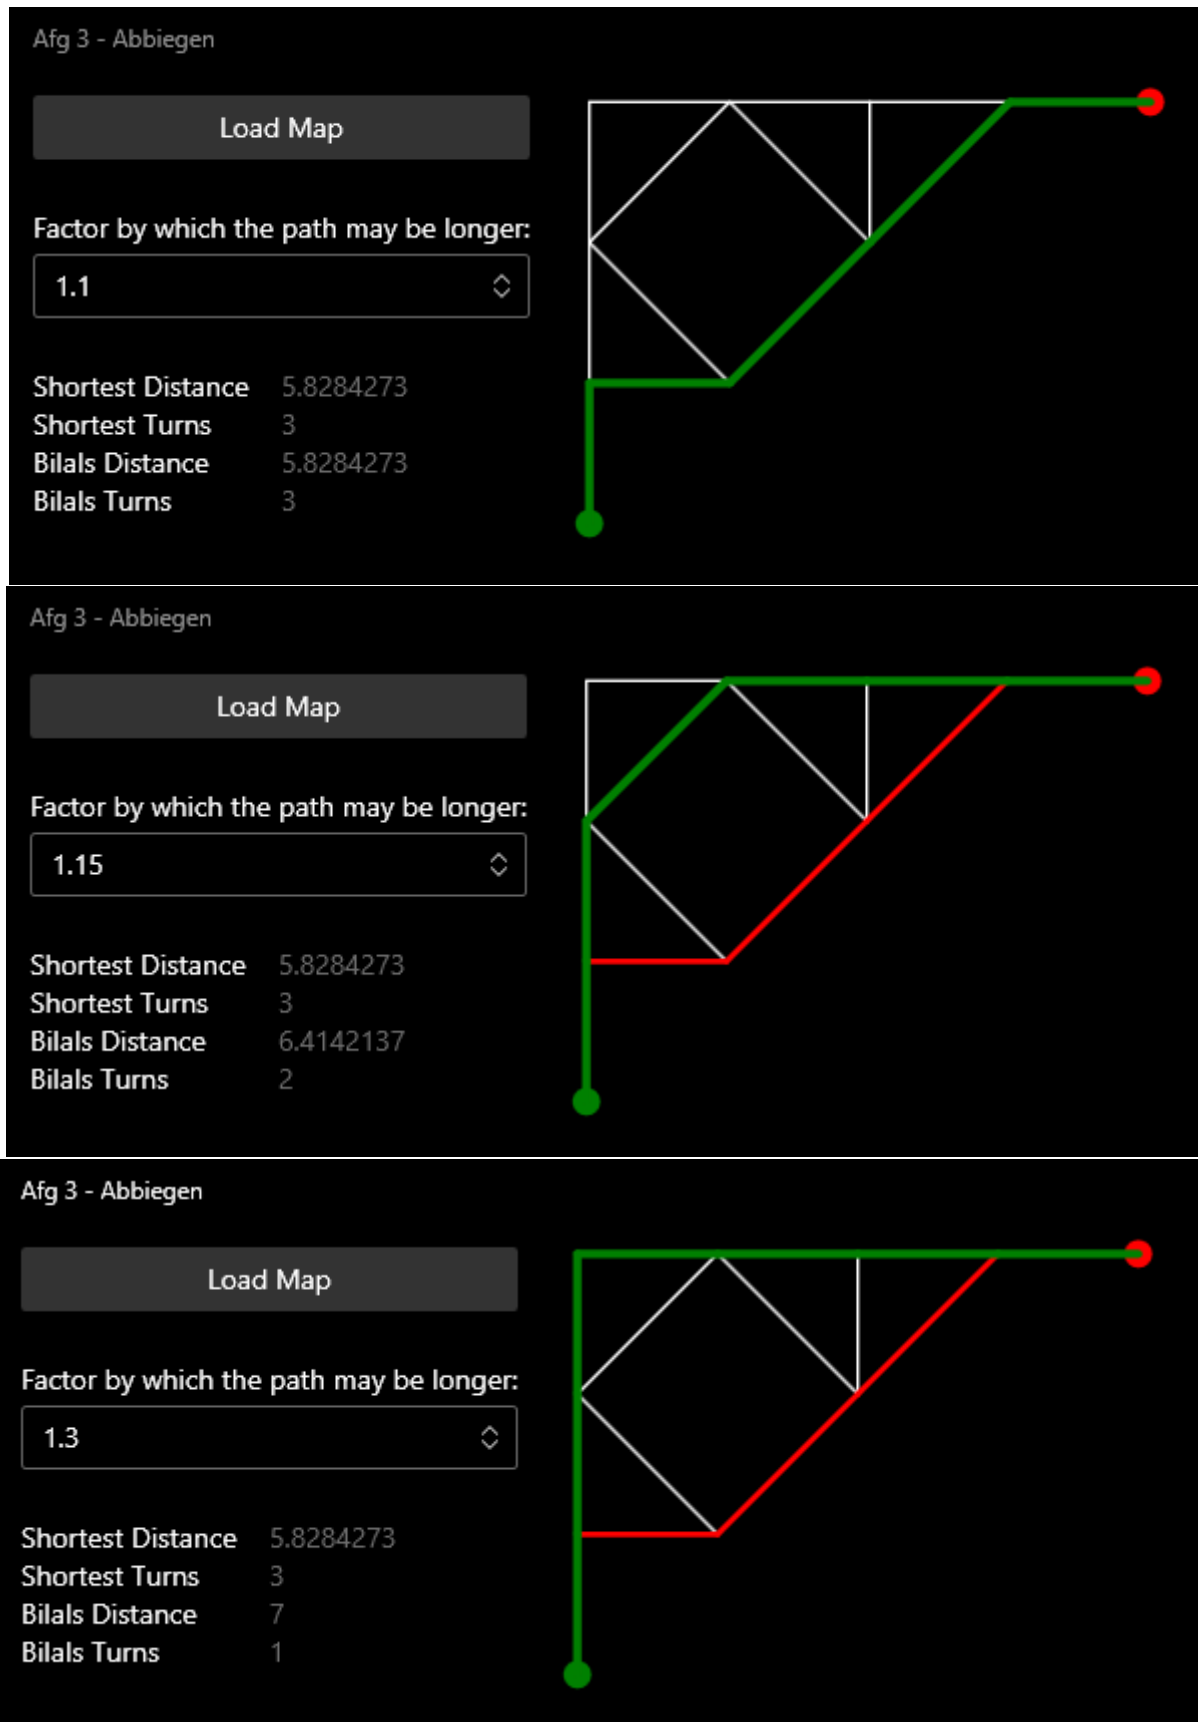 Afg 3 - Abbiegen
Load Map
Factor by which the path may be longer:
1.1
Shortest Distance 5.8284273
Shortest Turns 3
Bilals Distance 5.8284273
Bilals Turns 3
Afg 3 - Abbiegen
Load Map
Factor by which the path may be longer:
1.15
Shortest Distance 5.8284273
Shortest Turns 3
Bilals Distance 6.4142137
Bilals Turns 2
Afg 3 - Abbiegen
Load Map
Factor by which the path may be longer:
1.3
Shortest Distance 5.8284273
Shortest Turns 3
Bilals Distance 7
Bilals Turns 1